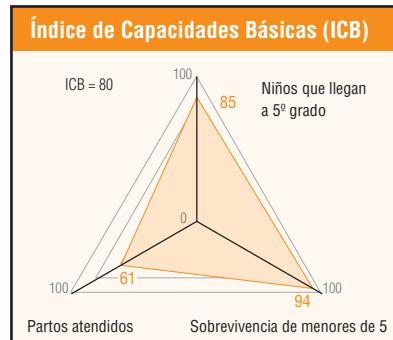 Índice de Capacidades Básicas (ICB)
100
ICB = 80
Niños que llegan
a 5º grado
85
0
61
100
100
94
Partos atendidos
Sobrevivencia de menores de 5